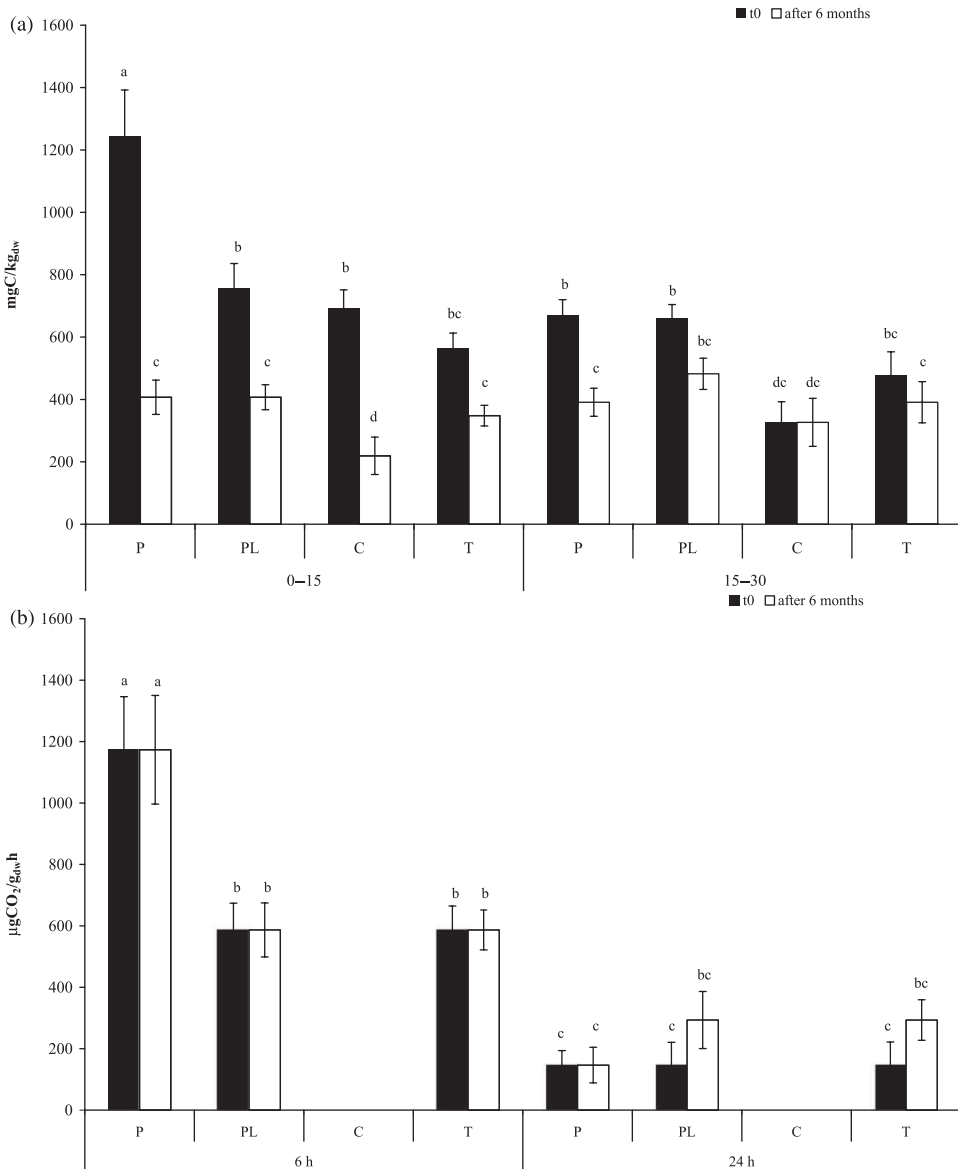 (a)
■ t0 □ after 6 months
1600
1400
1200
1000
800
600
400
200
0
mgC/kgdw
a
c
b
c
b
d
bc
c
b
c
b
bc
dc
dc
bc
c
P PL C T P PL C T
0–15 15–30
(b)
■ t0 □ after 6 months
1600
1400
1200
1000
800
600
400
200
0
µgCO₂/gdwh
a
a
b
b
b
b
c
c
c
bc
c
bc
P PL C T P PL C T
6 h 24 h